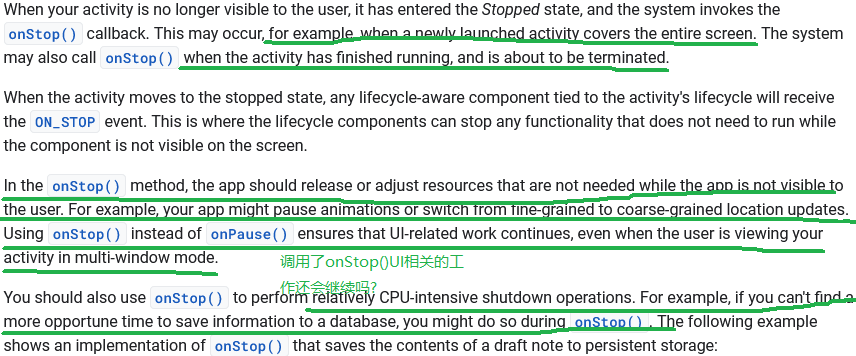 When your activity is no longer visible to the user, it has entered the Stopped state, and the system invokes the
onStop() callback. This may occur, for example, when a newly launched activity covers the entire screen. The system
may also call onStop() when the activity has finished running, and is about to be terminated.
When the activity moves to the stopped state, any lifecycle-aware component tied to the activity's lifecycle will receive
the ON_STOP event. This is where the lifecycle components can stop any functionality that does not need to run while
the component is not visible on the screen.
In the onStop() method, the app should release or adjust resources that are not needed while the app is not visible to
the user. For example, your app might pause animations or switch from fine-grained to coarse-grained location updates.
Using onStop() instead of onPause() ensures that UI-related work continues, even when the user is viewing your
activity in multi-window mode.
调用了onStop()UI相关的工
作还会继续吗?
You should also use onStop() to perform relatively CPU-intensive shutdown operations. For example, if you can't find a
more opportune time to save information to a database, you might do so during onStop() . The following example
shows an implementation of onStop() that saves the contents of a draft note to persistent storage: